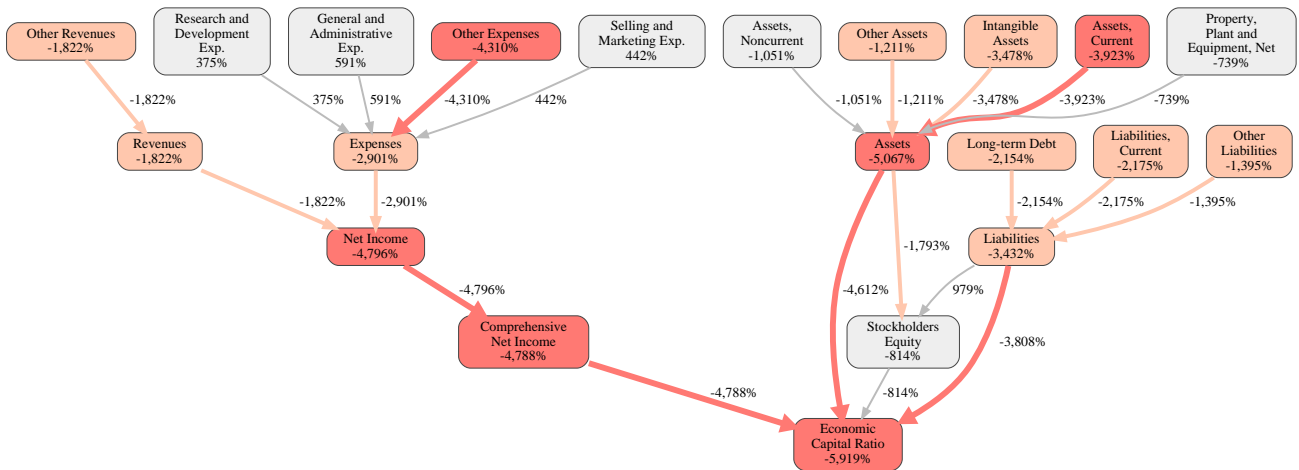 Other Revenues
-1,822%
Research and
Development
Exp.
375%
General and
Administrative
Exp.
591%
Other Expenses
-4,310%
Selling and
Marketing Exp.
442%
Assets,
Noncurrent
-1,051%
Other Assets
-1,211%
Intangible
Assets
-3,478%
Assets,
Current
-3,923%
Property,
Plant and
Equipment, Net
-739%
-1,822%
375%
591%
-4,310%
442%
-1,051%
-1,211%
-3,478%
-3,923%
-739%
Revenues
-1,822%
Expenses
-2,901%
Assets
-5,067%
Long-term Debt
-2,154%
Liabilities,
Current
-2,175%
Other
Liabilities
-1,395%
-1,822%
-2,901%
-2,154%
-2,175%
-1,395%
Net Income
-4,796%
-1,793%
Liabilities
-3,432%
-4,796%
-4,612%
979%
Comprehensive
Net Income
-4,788%
Stockholders
Equity
-814%
-3,808%
-4,788%
-814%
Economic
Capital Ratio
-5,919%